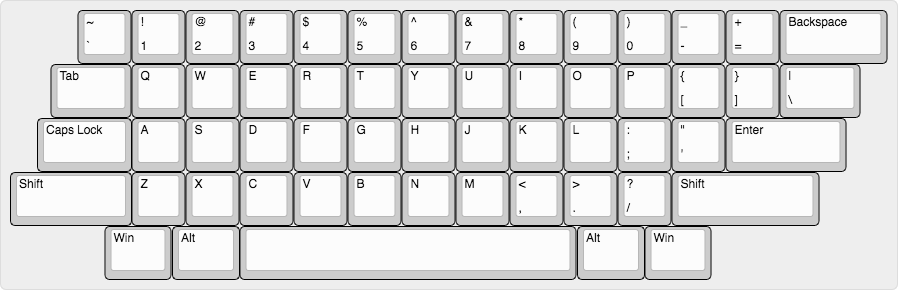 ~ ! @ # $ % ^ & * ( ) _ + Backspace
` 1 2 3 4 5 6 7 8 9 0 - =
Tab Q W E R T Y U I O P { } |
[ ] \
Caps Lock A S D F G H J K L : " Enter
; '
Shift Z X C V B N M < > ? Shift
, . /
Win Alt Alt Win